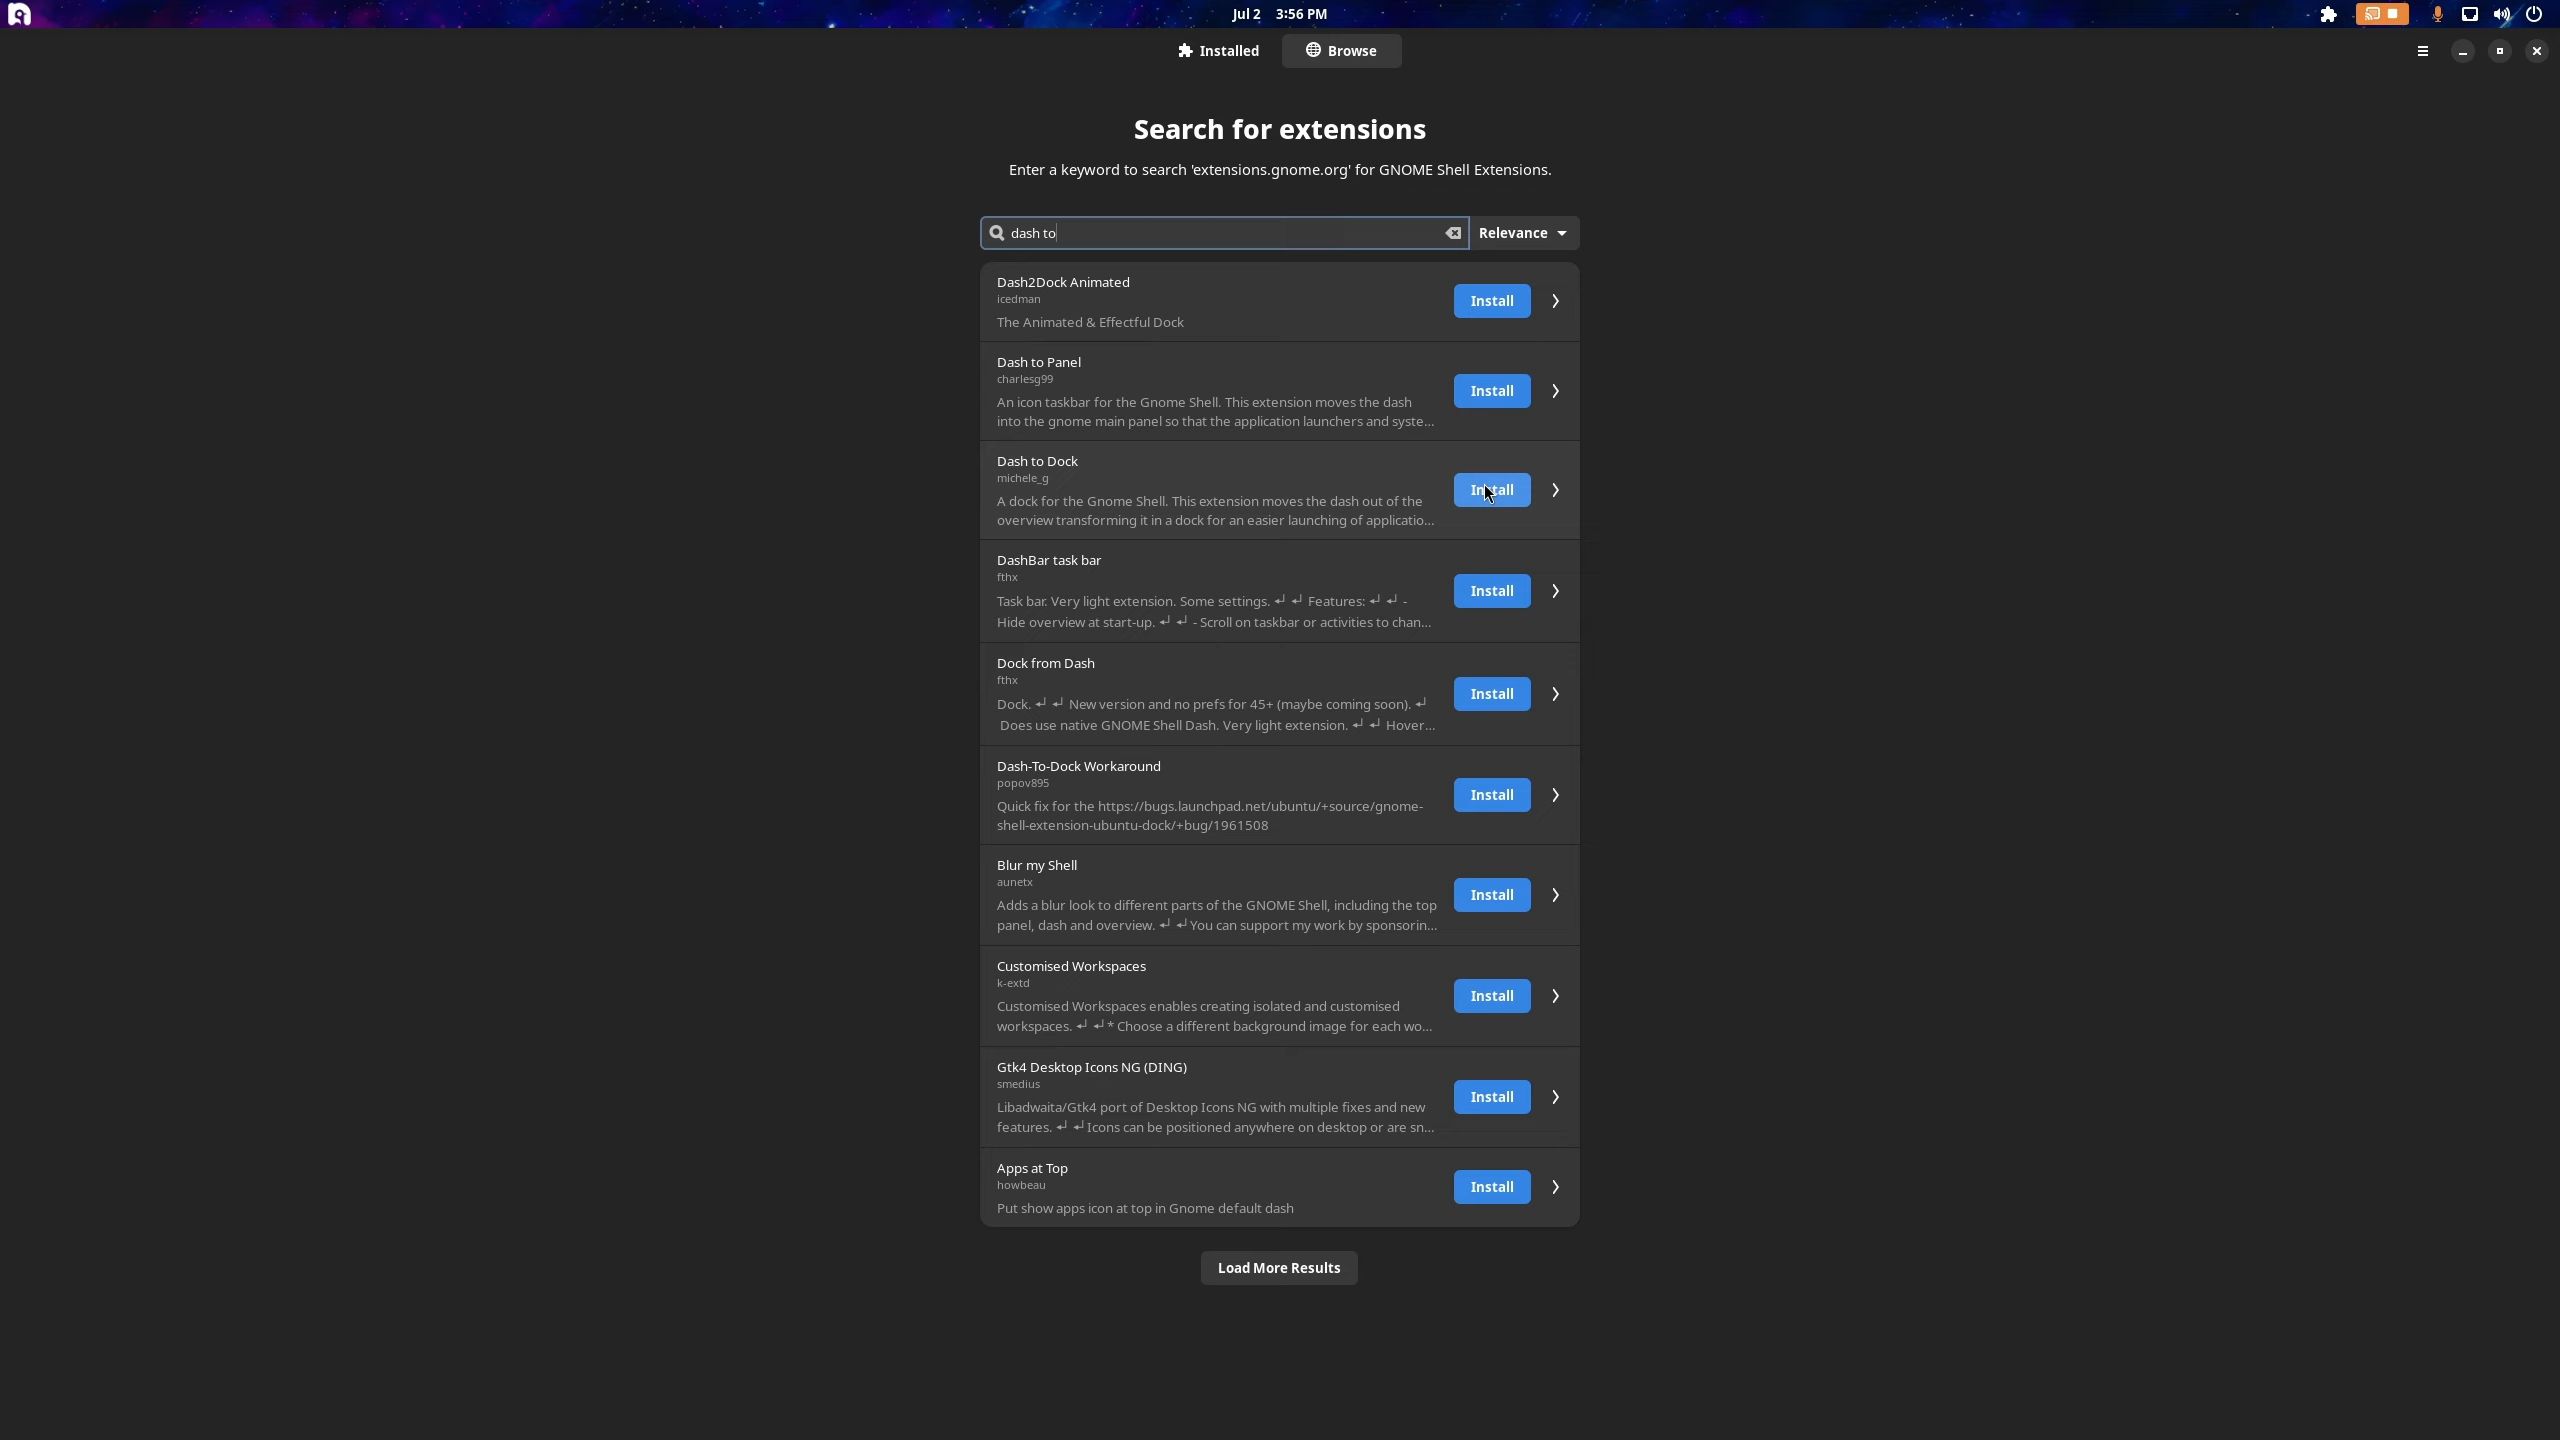 Jul 2 3:56 PM
Installed
Browse
Search for extensions
Enter a keyword to search 'extensions.gnome.org' for GNOME Shell Extensions.
dash to
Relevance
Dash2Dock Animated
icedman
The Animated & Effectful Dock
Install
Dash to Panel
charlesg99
An icon taskbar for the Gnome Shell. This extension moves the dash
into the gnome main panel so that the application launchers and syste…
Install
Dash to Dock
michele_g
A dock for the Gnome Shell. This extension moves the dash out of the
overview transforming it in a dock for an easier launching of applicatio…
Install
DashBar task bar
fthx
Task bar. Very light extension. Some settings. ↵ ↵ Features: ↵ ↵ -
Hide overview at start-up. ↵ ↵ - Scroll on taskbar or activities to chan…
Install
Dock from Dash
fthx
Dock. ↵ ↵ New version and no prefs for 45+ (maybe coming soon). ↵
Does use native GNOME Shell Dash. Very light extension. ↵ ↵ Hover…
Install
Dash-To-Dock Workaround
popov895
Quick fix for the https://bugs.launchpad.net/ubuntu/+source/gnome-
shell-extension-ubuntu-dock/+bug/1961508
Install
Blur my Shell
aunetx
Adds a blur look to different parts of the GNOME Shell, including the top
panel, dash and overview. ↵ ↵You can support my work by sponsorin…
Install
Customised Workspaces
k-extd
Customised Workspaces enables creating isolated and customised
workspaces. ↵ ↵* Choose a different background image for each wo…
Install
Gtk4 Desktop Icons NG (DING)
smedius
Libadwaita/Gtk4 port of Desktop Icons NG with multiple fixes and new
features. ↵ ↵Icons can be positioned anywhere on desktop or are sn…
Install
Apps at Top
howbeau
Put show apps icon at top in Gnome default dash
Install
Load More Results